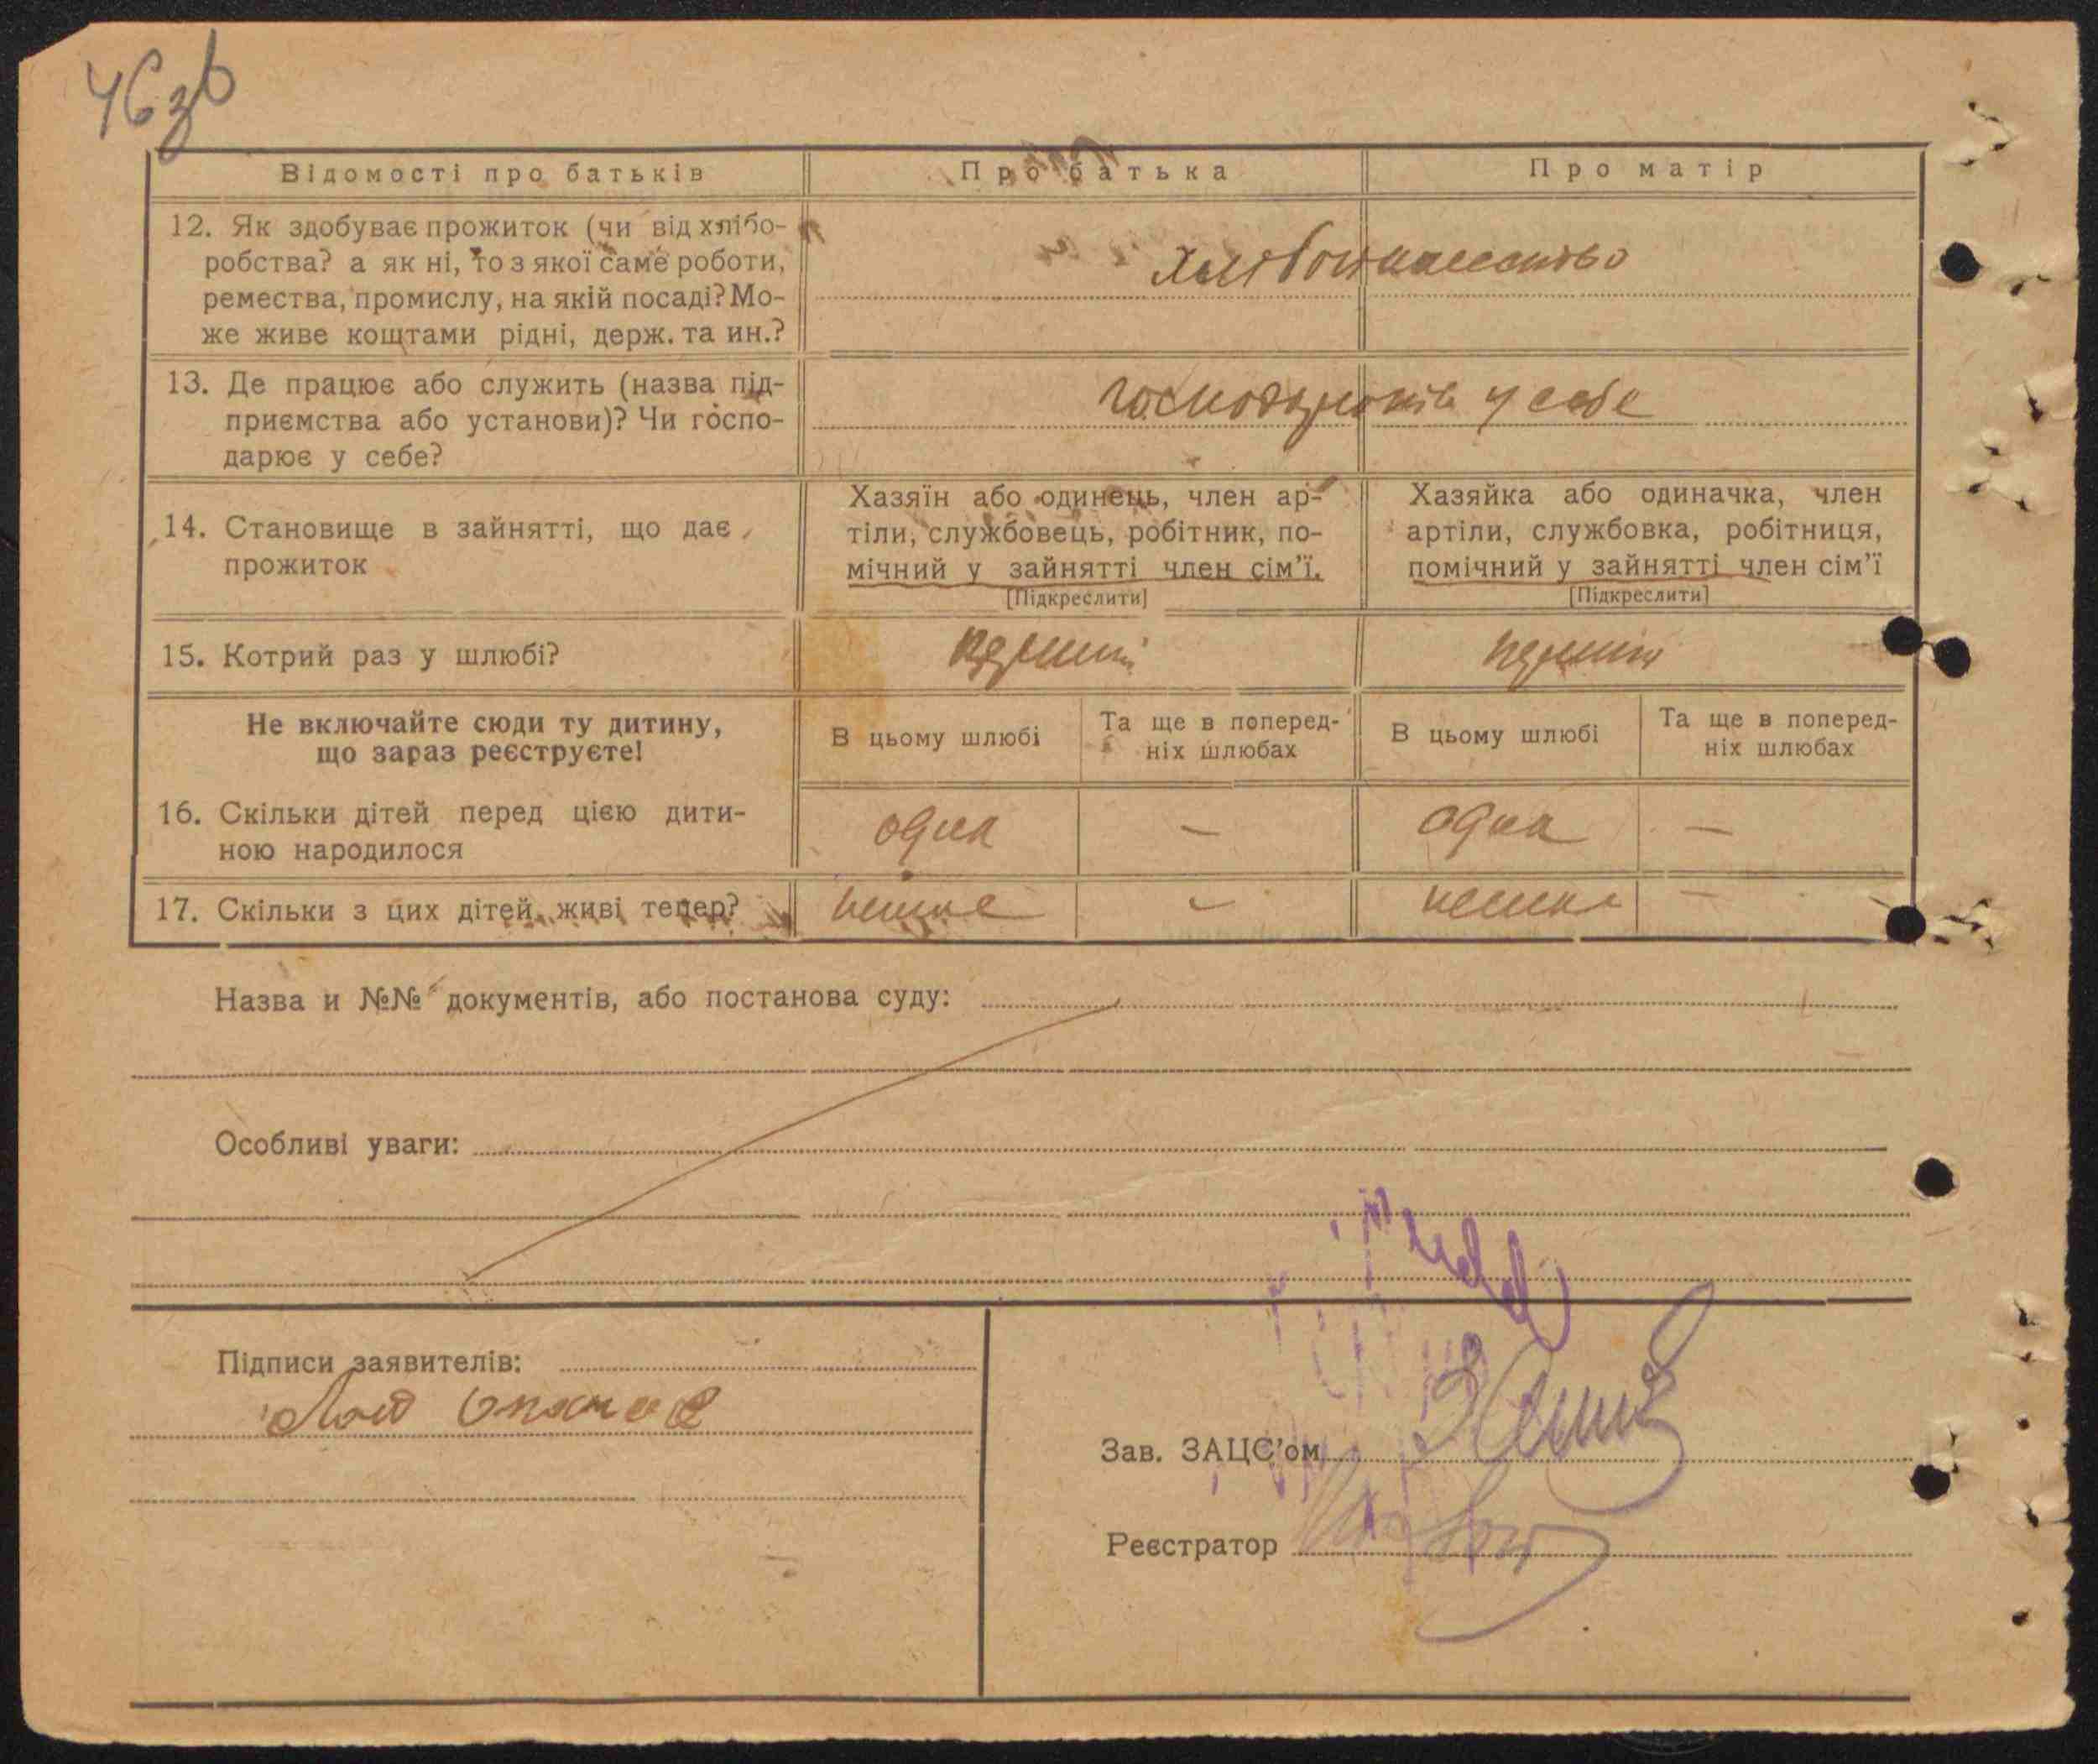 46 зв
Відомості про батьків
Про батька
Про матір
12. Як здобуває прожиток (чи від хлібо-
робства? а як ні, то з якої саме роботи,
ремества, промислу, на якій посаді? Мо-
же живе коштами рідні, держ. та ин.?
13. Де працює або служить (назва під-
приємства або установи)? Чи госпо-
дарює у себе?
у себе
14. Становище в зайнятті, що дає
прожиток
Хазяїн або одинець, член ар-
тіли, службовець, робітник, по-
мічний у зайнятті член сім'ї.
[Підкреслити]
Хазяйка або одиначка, член
артіли, службовка, робітниця,
помічний у зайнятті член сім'ї
[Підкреслити]
15. Котрий раз у шлюбі?
Не включайте сюди ту дитину,
що зараз реєструєте!
В цьому шлюбі
Та ще в поперед-
ніх шлюбах
В цьому шлюбі
Та ще в поперед-
ніх шлюбах
16. Скільки дітей перед цією дити-
ною народилося
одна
—
одна
—
17. Скільки з цих дітей живі тепер?
—
—
Назва и №№ документів, або постанова суду:
Особливі уваги:
Підписи заявителів:
Зав. ЗАЦС'ом
Реєстратор